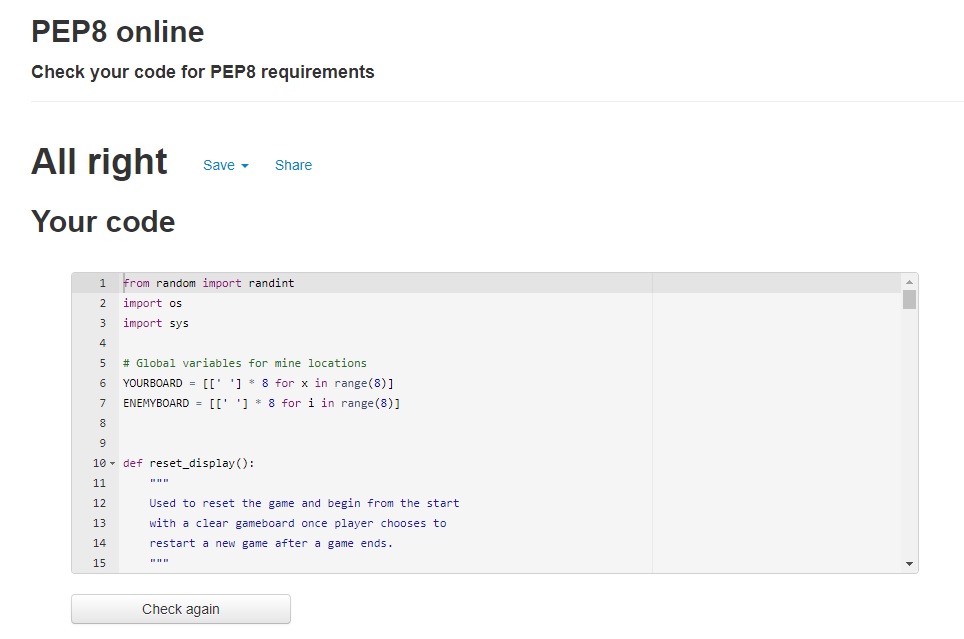 PEP8 online
Check your code for PEP8 requirements
All right Save Share
Your code
1 from random import randint
2 import os
3 import sys
4
5 # Global variables for mine locations
6 YOURBOARD = [[' '] * 8 for x in range(8)]
7 ENEMYBOARD = [[' '] * 8 for i in range(8)]
8
9
10 def reset_display():
11 """
12 Used to reset the game and begin from the start
13 with a clear gameboard once player chooses to
14 restart a new game after a game ends.
15 """
Check again